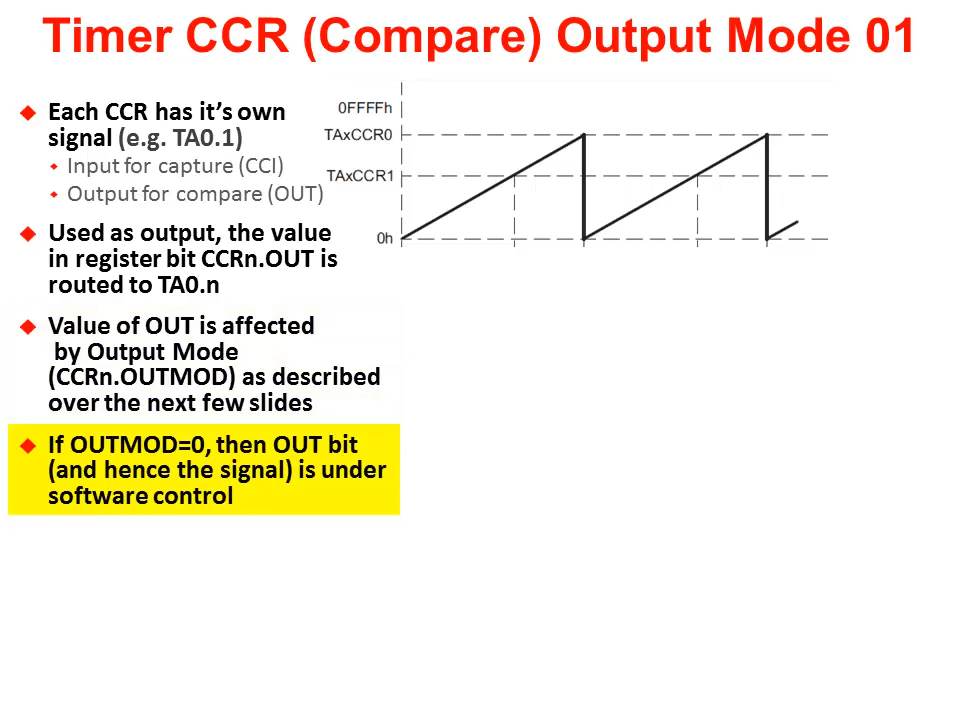 Timer CCR (Compare) Output Mode 01
Each CCR has it's own
signal (e.g. TA0.1)
Input for capture (CCI)
Output for compare (OUT)
Used as output, the value
in register bit CCRn.OUT is
routed to TA0.n
Value of OUT is affected
by Output Mode
(CCRn.OUTMOD) as described
over the next few slides
If OUTMOD=0, then OUT bit
(and hence the signal) is under
software control
0FFFFh
TAxCCR0
TAxCCR1
0h